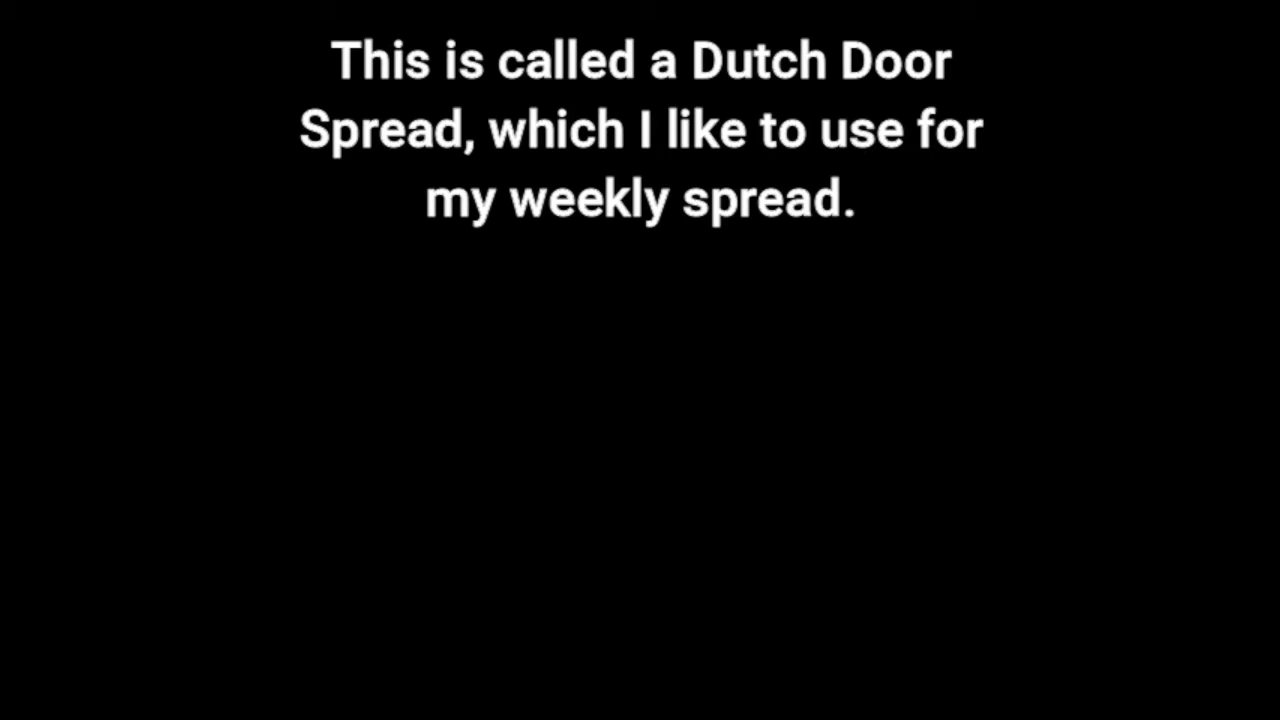 This is called a Dutch Door
Spread, which I like to use for
my weekly spread.